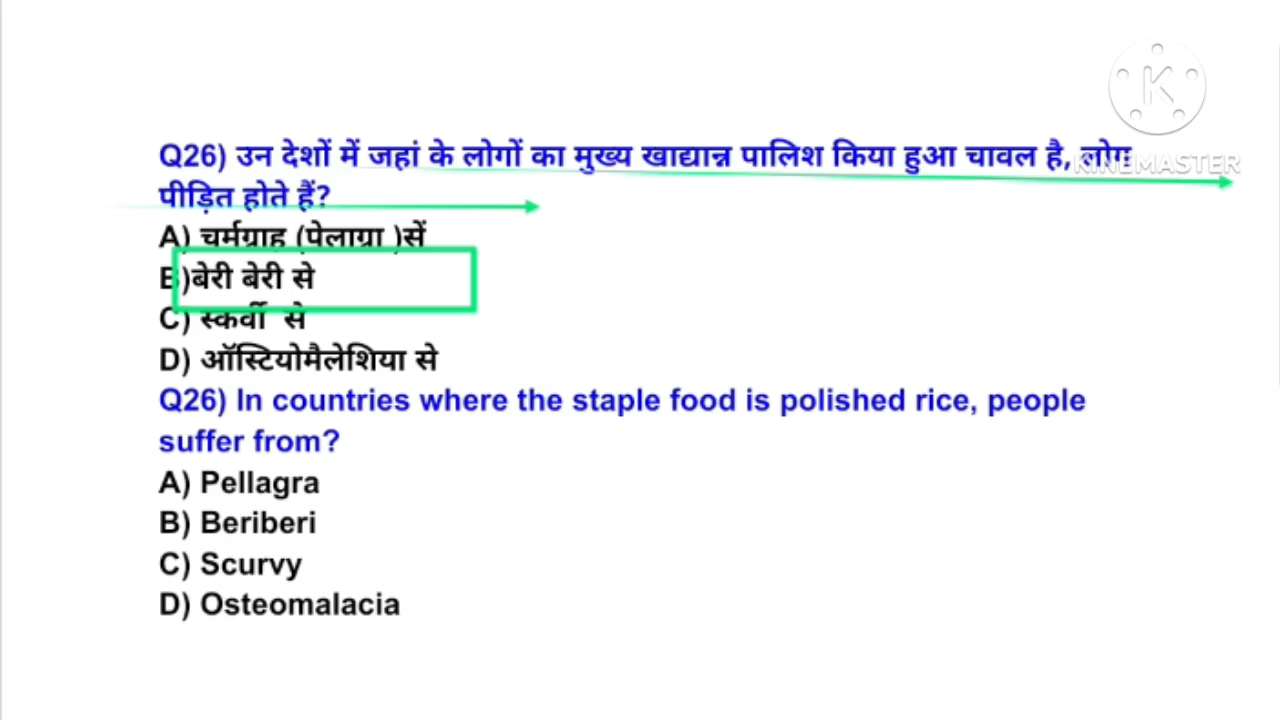 Q26) उन देशों में जहां के लोगों का मुख्य खाद्यान्न पालिश किया हुआ चावल है, लोग
पीड़ित होते हैं?
A) चर्मग्राह (पेलाग्रा )सें
B)बेरी बेरी से
C) स्कर्वी से
D) ऑस्टियोमैलेशिया से
Q26) In countries where the staple food is polished rice, people
suffer from?
A) Pellagra
B) Beriberi
C) Scurvy
D) Osteomalacia
K
KINEMASTER